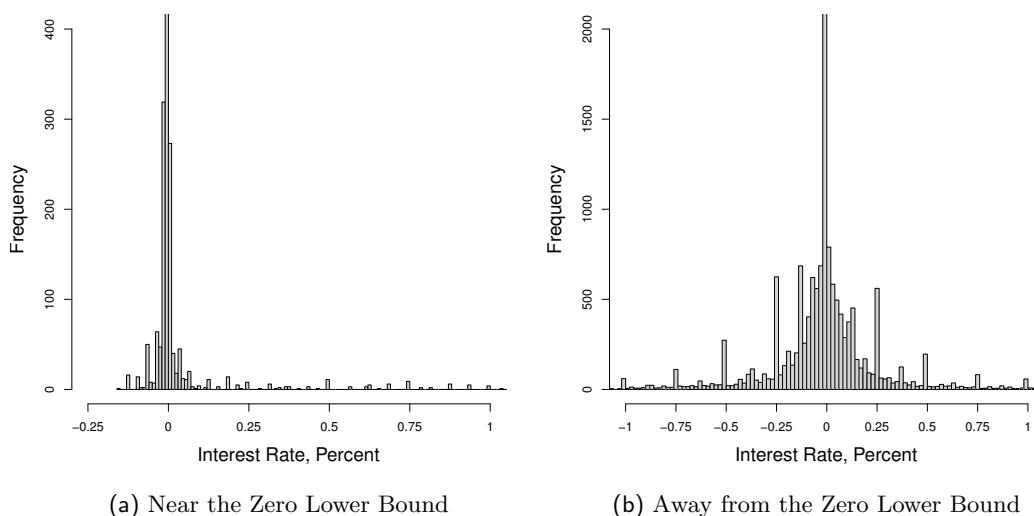 400
300
200
100
0
Frequency
−0.25 0 0.25 0.5 0.75 1
Interest Rate, Percent
(a) Near the Zero Lower Bound
2000
1500
1000
500
0
Frequency
−1 −0.75 −0.5 −0.25 0 0.25 0.5 0.75 1
Interest Rate, Percent
(b) Away from the Zero Lower Bound